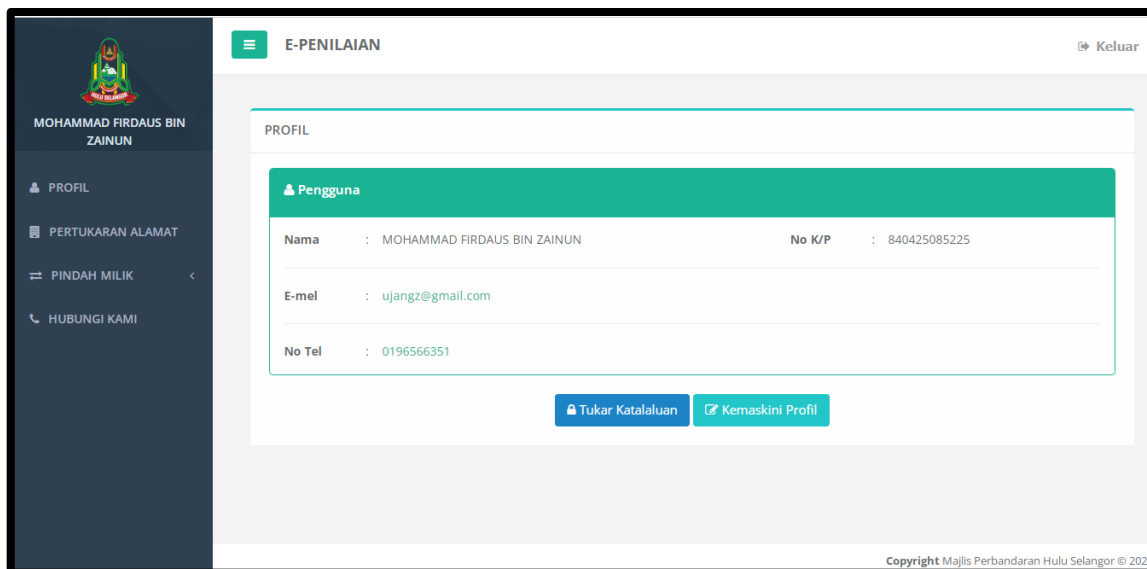 E-PENILAIAN
Keluar
HULU SELANGOR
MOHAMMAD FIRDAUS BIN
ZAINUN
PROFIL
PERTUKARAN ALAMAT
PINDAH MILIK
HUBUNGI KAMI
PROFIL
Pengguna
Nama : MOHAMMAD FIRDAUS BIN ZAINUN No K/P : 840425085225
E-mel : ujangz@gmail.com
No Tel : 0196566351
Tukar Katalaluan Kemaskini Profil
Copyright Majlis Perbandaran Hulu Selangor © 202